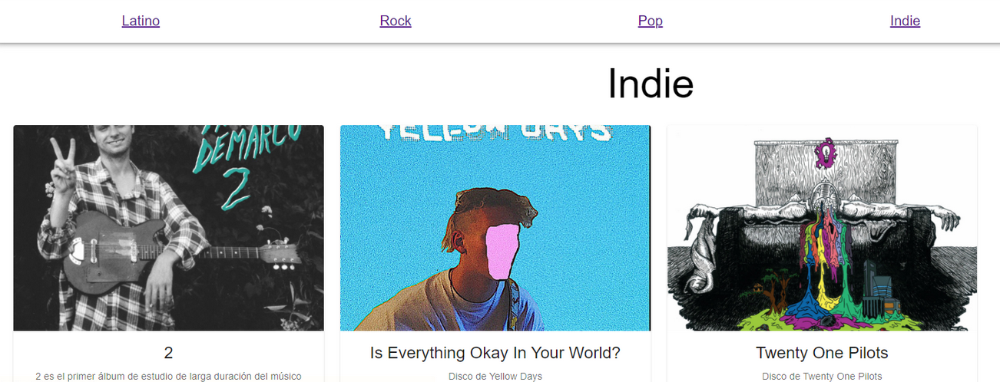 Latino
Rock
Pop
Indie
Indie
DEMARCO
2
YELLOW DAYS
2
Is Everything Okay In Your World?
Twenty One Pilots
2 es el primer álbum de estudio de larga duración del músico
Disco de Yellow Days
Disco de Twenty One Pilots